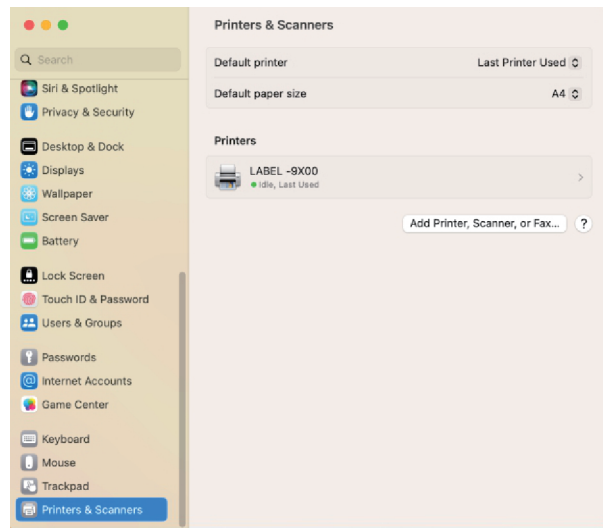 Printers & Scanners
Search
Siri & Spotlight
Privacy & Security
Desktop & Dock
Displays
Wallpaper
Screen Saver
Battery
Lock Screen
Touch ID & Password
Users & Groups
Passwords
Internet Accounts
Game Center
Keyboard
Mouse
Trackpad
Printers & Scanners
Default printer Last Printer Used
Default paper size A4
Printers
LABEL -9X00
Idle, Last Used
Add Printer, Scanner, or Fax... ?